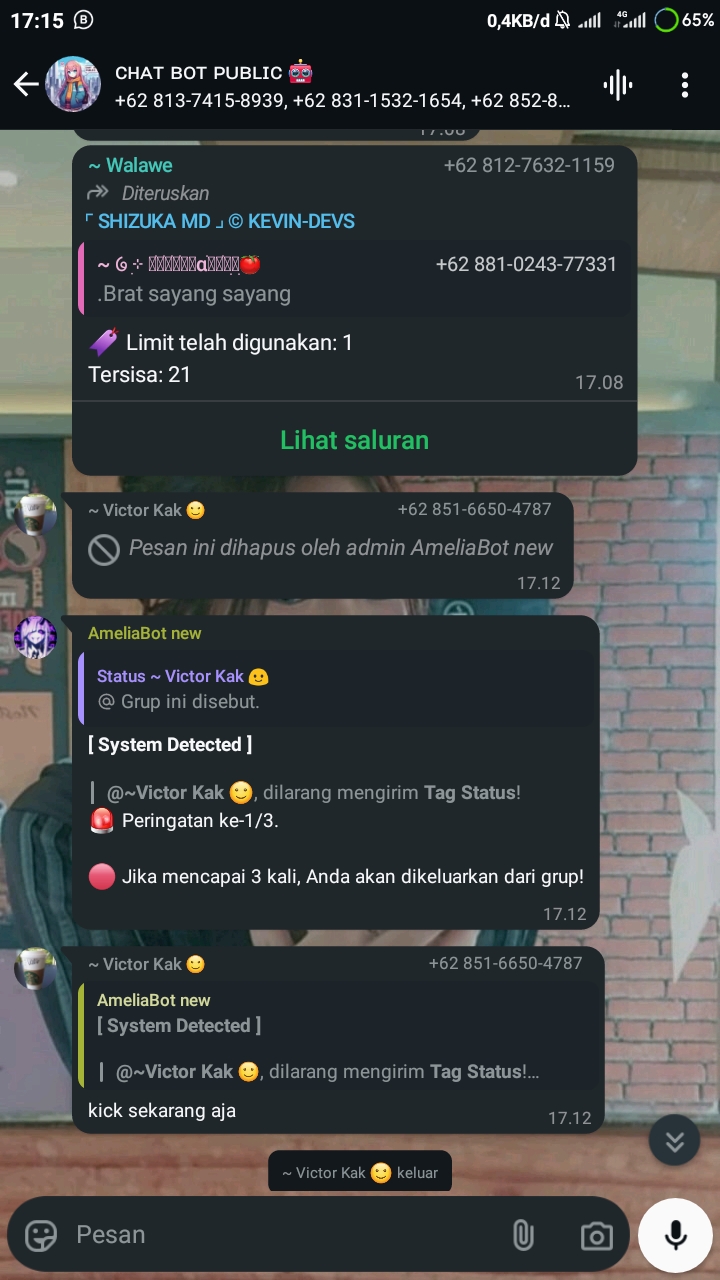 17:15
0,4KB/d
4G
65%
CHAT BOT PUBLIC 🤖
+62 813-7415-8939, +62 831-1532-1654, +62 852-8...
17.08
~ Walawe +62 812-7632-1159
Diteruskan
「 SHIZUKA MD 」 © KEVIN-DEVS
+62 881-0243-77331
.Brat sayang sayang
Limit telah digunakan: 1
Tersisa: 21
17.08
Lihat saluran
~ Victor Kak 🙂 +62 851-6650-4787
Pesan ini dihapus oleh admin AmeliaBot new
17.12
AmeliaBot new
Status ~ Victor Kak 🙂
@ Grup ini disebut.
[ System Detected ]
@~Victor Kak 🙂, dilarang mengirim Tag Status!
🚨 Peringatan ke-1/3.
🔴 Jika mencapai 3 kali, Anda akan dikeluarkan dari grup!
17.12
~ Victor Kak 🙂 +62 851-6650-4787
AmeliaBot new
[ System Detected ]
@~Victor Kak 🙂, dilarang mengirim Tag Status!...
kick sekarang aja
17.12
~ Victor Kak 🙂 keluar
Pesan